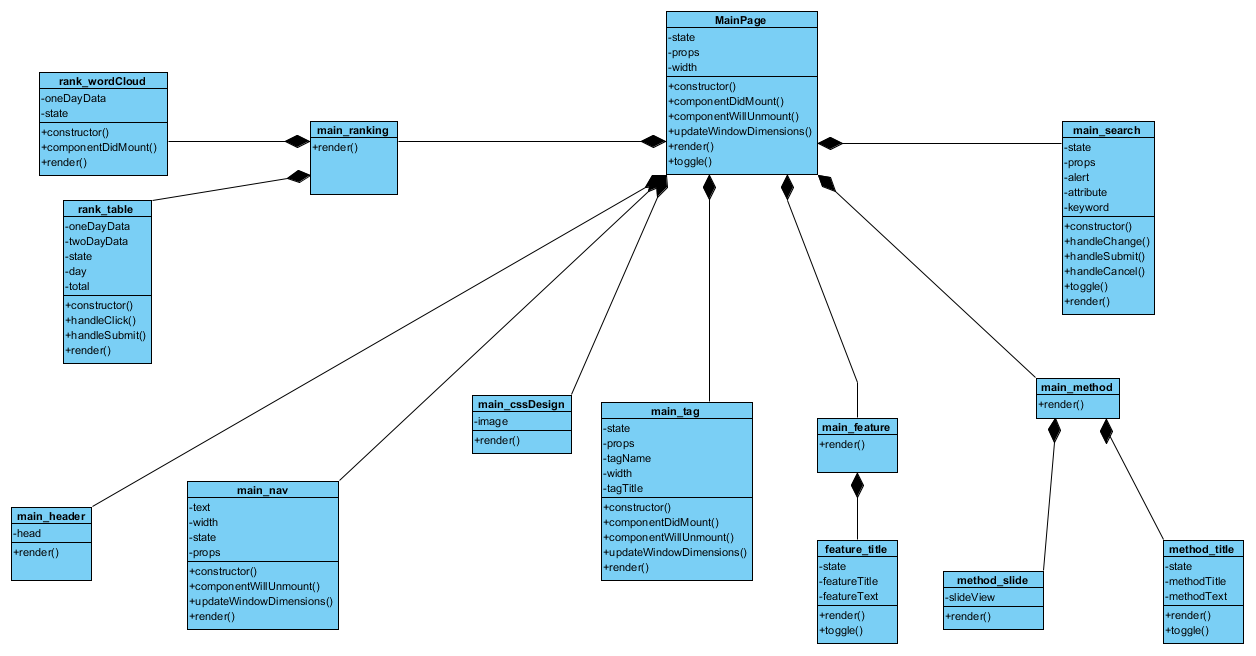 MainPage
-state
-props
-width
+constructor()
+componentDidMount()
+componentWillUnmount()
+updateWindowDimensions()
+render()
+toggle()
rank_wordCloud
-oneDayData
-state
+constructor()
+componentDidMount()
+render()
main_ranking
+render()
main_search
-state
-props
-alert
-attribute
-keyword
+constructor()
+handleChange()
+handleSubmit()
+handleCancel()
+toggle()
+render()
rank_table
-oneDayData
-twoDayData
-state
-day
-total
+constructor()
+handleClick()
+handleSubmit()
+render()
main_header
-head
+render()
main_nav
-text
-width
-state
-props
+constructor()
+componentWillUnmount()
+updateWindowDimensions()
+render()
main_cssDesign
-image
+render()
main_tag
-state
-props
-tagName
-width
-tagTitle
+constructor()
+componentDidMount()
+componentWillUnmount()
+updateWindowDimensions()
+render()
main_feature
+render()
main_method
+render()
feature_title
-state
-featureTitle
-featureText
+render()
+toggle()
method_slide
-slideView
+render()
method_title
-state
-methodTitle
-methodText
+render()
+toggle()